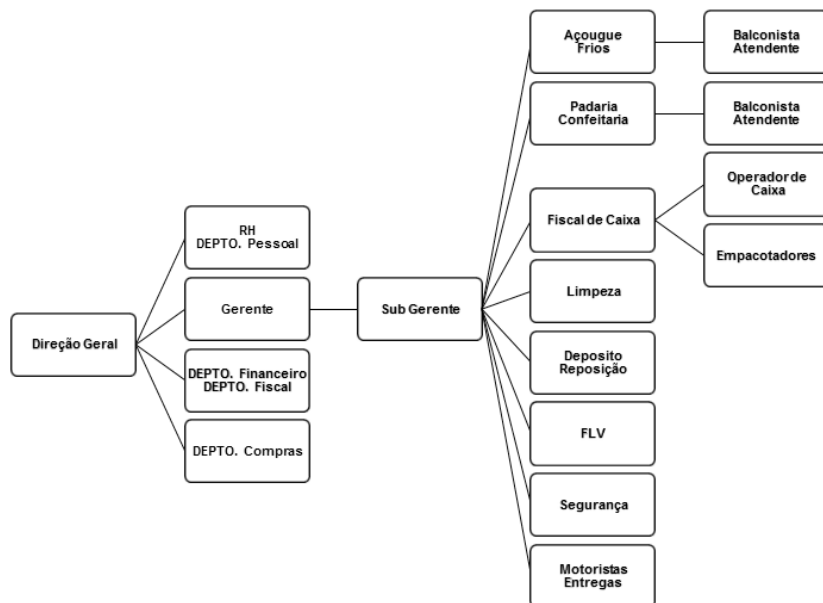 Direção Geral
RH
DEPTO. Pessoal
Gerente
DEPTO. Financeiro
DEPTO. Fiscal
DEPTO. Compras
Sub Gerente
Açougue
Frios
Balconista
Atendente
Padaria
Confeitaria
Balconista
Atendente
Fiscal de Caixa
Operador de
Caixa
Empacotadores
Limpeza
Deposito
Reposição
FLV
Segurança
Motoristas
Entregas